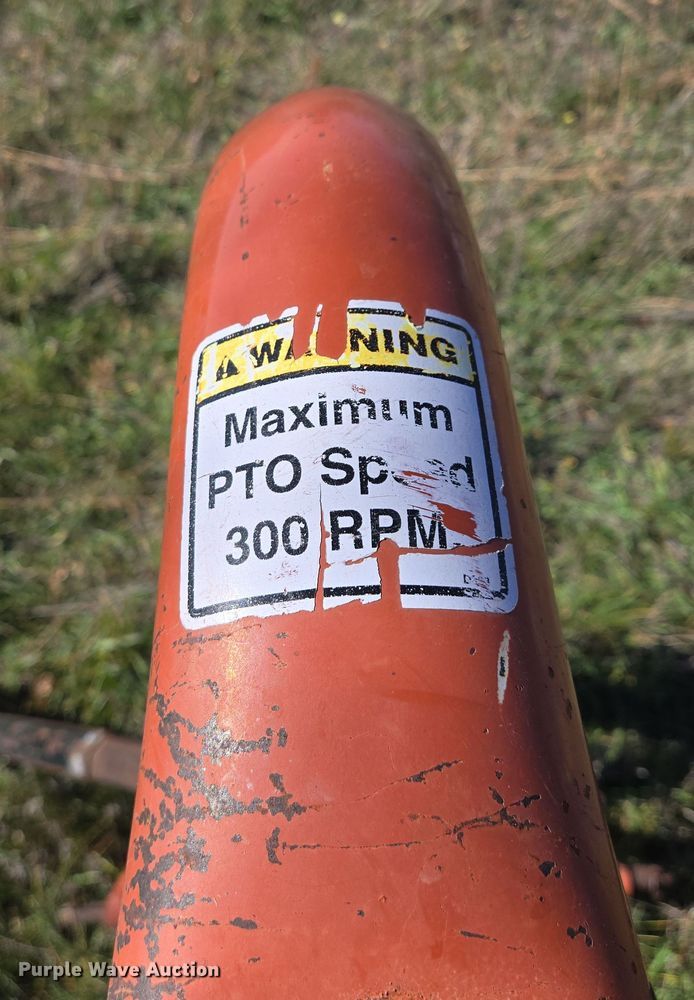 WARNING
Maximum
PTO Speed
300 RPM
Purple Wave Auction